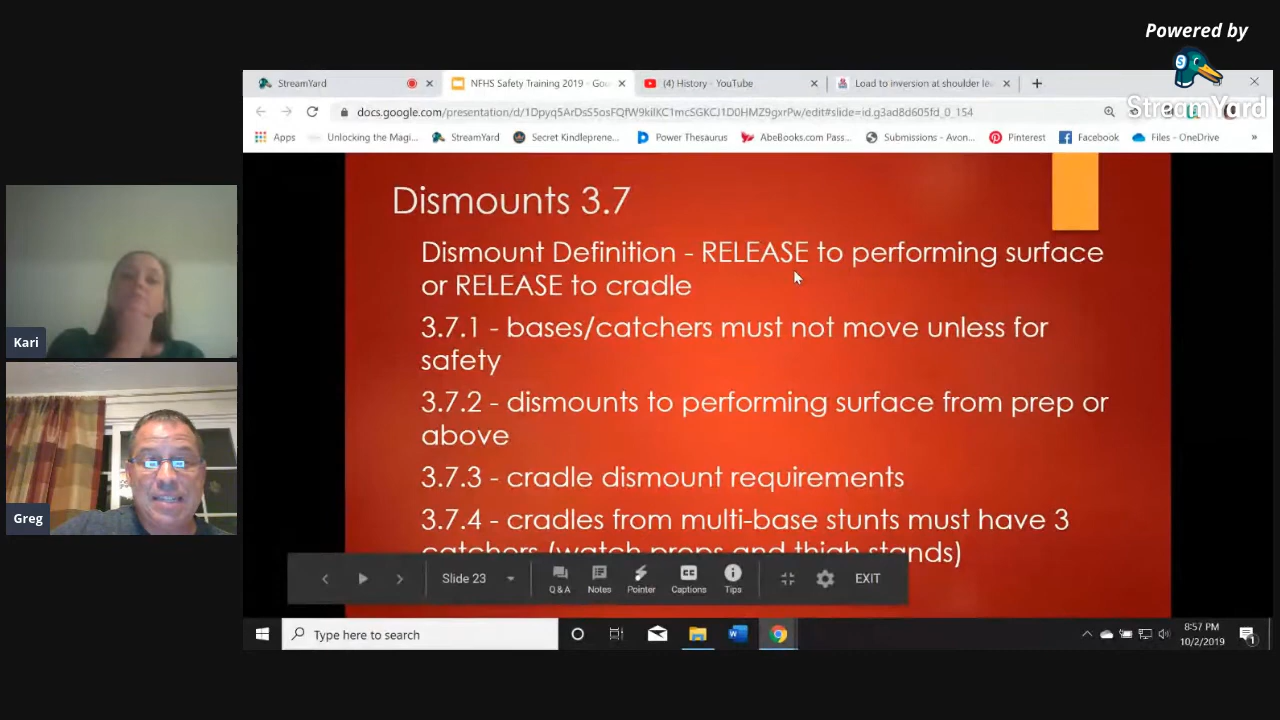 Powered by
StreamYard
StreamYard
NFHS Safety Training 2019 - Goo
(4) History - YouTube
Load to inversion at shoulder le
docs.google.com/presentation/d/1Dpyq5ArDsS5osFQfW9kilKC1mcSGKCJ1D0HMZ9gxrPw/edit#slide=id.g3ad8d605fd_0_154
Apps
Unlocking the Magi...
StreamYard
Secret Kindleprene...
Power Thesaurus
AbeBooks.com Pass...
Submissions - Avon...
Pinterest
Facebook
Files - OneDrive
»
Dismounts 3.7
Dismount Definition - RELEASE to performing surface
or RELEASE to cradle
3.7.1 - bases/catchers must not move unless for
safety
3.7.2 - dismounts to performing surface from prep or
above
3.7.3 - cradle dismount requirements
3.7.4 - cradles from multi-base stunts must have 3
catchers (watch preps and thigh stands)
Kari
Greg
Slide 23
Q & A
Notes
Pointer
CC
Captions
Tips
EXIT
Type here to search
8:57 PM
10/2/2019
1